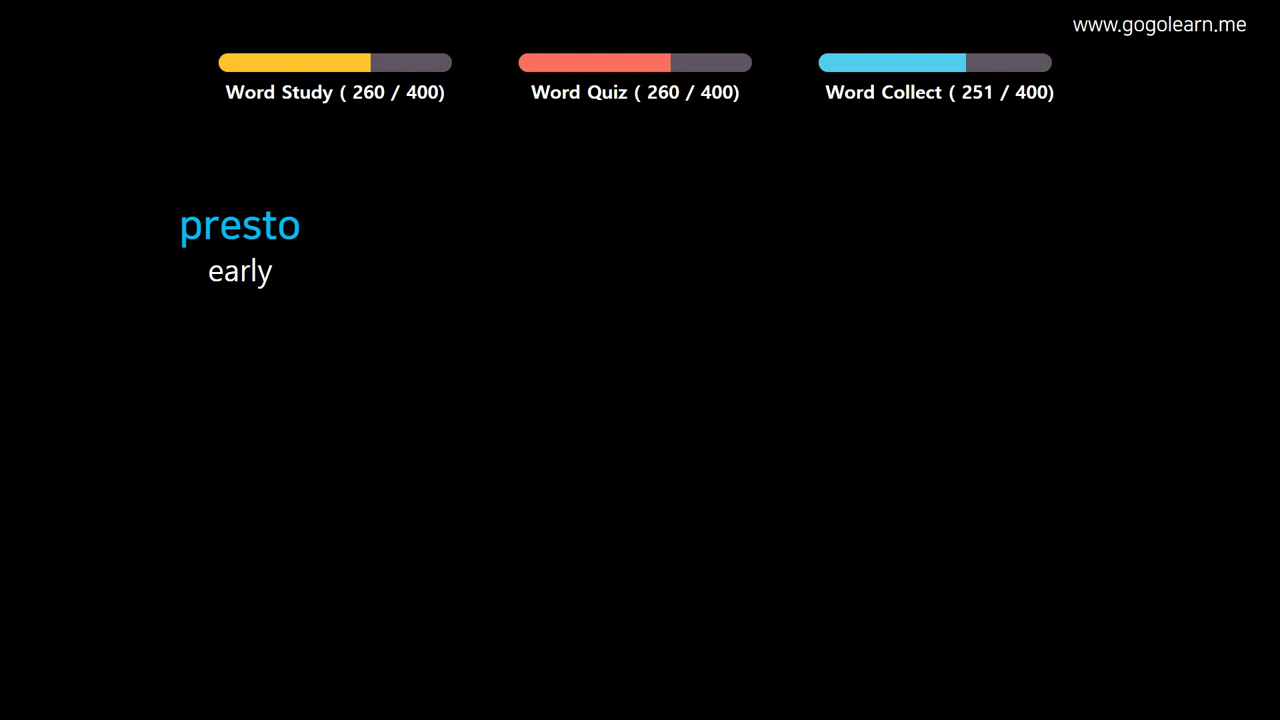 www.gogolearn.me
Word Study ( 260 / 400)
Word Quiz ( 260 / 400)
Word Collect ( 251 / 400)
presto
early